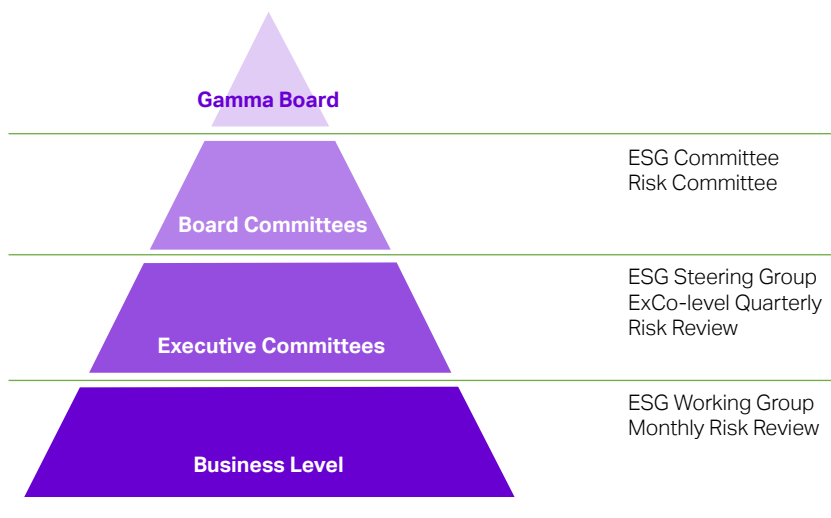 Gamma Board
ESG Committee
Risk Committee
Board Committees
ESG Steering Group
ExCo-level Quarterly
Risk Review
Executive Committees
ESG Working Group
Monthly Risk Review
Business Level